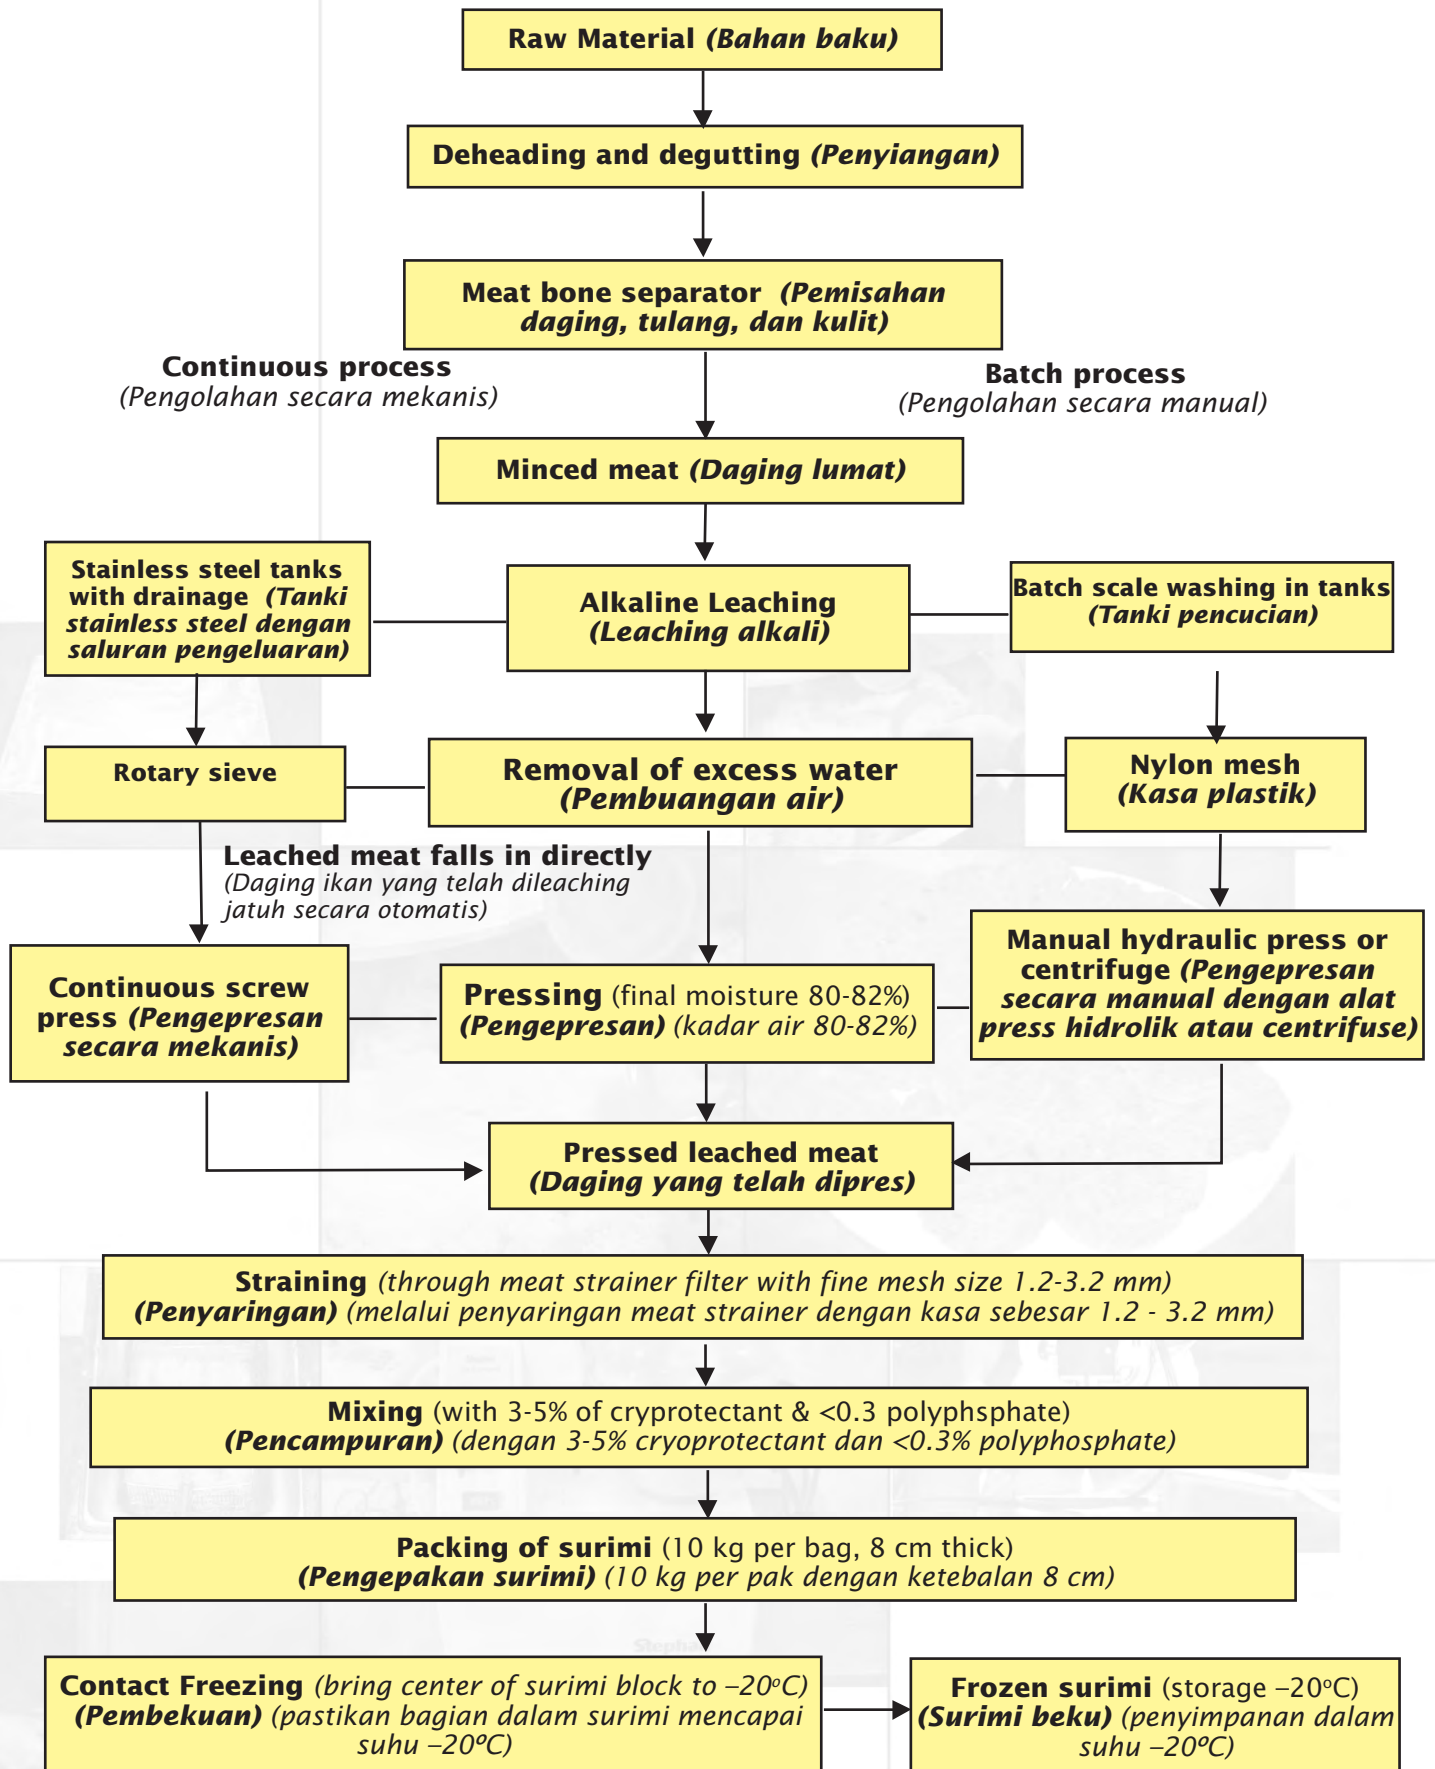 Raw Material (Bahan baku)
Deheading and degutting (Penyiangan)
Meat bone separator (Pemisahan
daging, tulang, dan kulit)
Continuous process
(Pengolahan secara mekanis)
Batch process
(Pengolahan secara manual)
Minced meat (Daging lumat)
Stainless steel tanks
with drainage (Tanki
stainless steel dengan
saluran pengeluaran)
Alkaline Leaching
(Leaching alkali)
Batch scale washing in tanks
(Tanki pencucian)
Rotary sieve
Removal of excess water
(Pembuangan air)
Nylon mesh
(Kasa plastik)
Leached meat falls in directly
(Daging ikan yang telah dileaching
jatuh secara otomatis)
Continuous screw
press (Pengepresan
secara mekanis)
Pressing (final moisture 80-82%)
(Pengepresan) (kadar air 80-82%)
Manual hydraulic press or
centrifuge (Pengepresan
secara manual dengan alat
press hidrolik atau centrifuse)
Pressed leached meat
(Daging yang telah dipres)
Straining (through meat strainer filter with fine mesh size 1.2-3.2 mm)
(Penyaringan) (melalui penyaringan meat strainer dengan kasa sebesar 1.2 - 3.2 mm)
Mixing (with 3-5% of cryprotectant & <0.3 polyphsphate)
(Pencampuran) (dengan 3-5% cryoprotectant dan <0.3% polyphosphate)
Packing of surimi (10 kg per bag, 8 cm thick)
(Pengepakan surimi) (10 kg per pak dengan ketebalan 8 cm)
Contact Freezing (bring center of surimi block to –20ºC)
(Pembekuan) (pastikan bagian dalam surimi mencapai
suhu –20ºC)
Frozen surimi (storage –20ºC)
(Surimi beku) (penyimpanan dalam
suhu –20ºC)